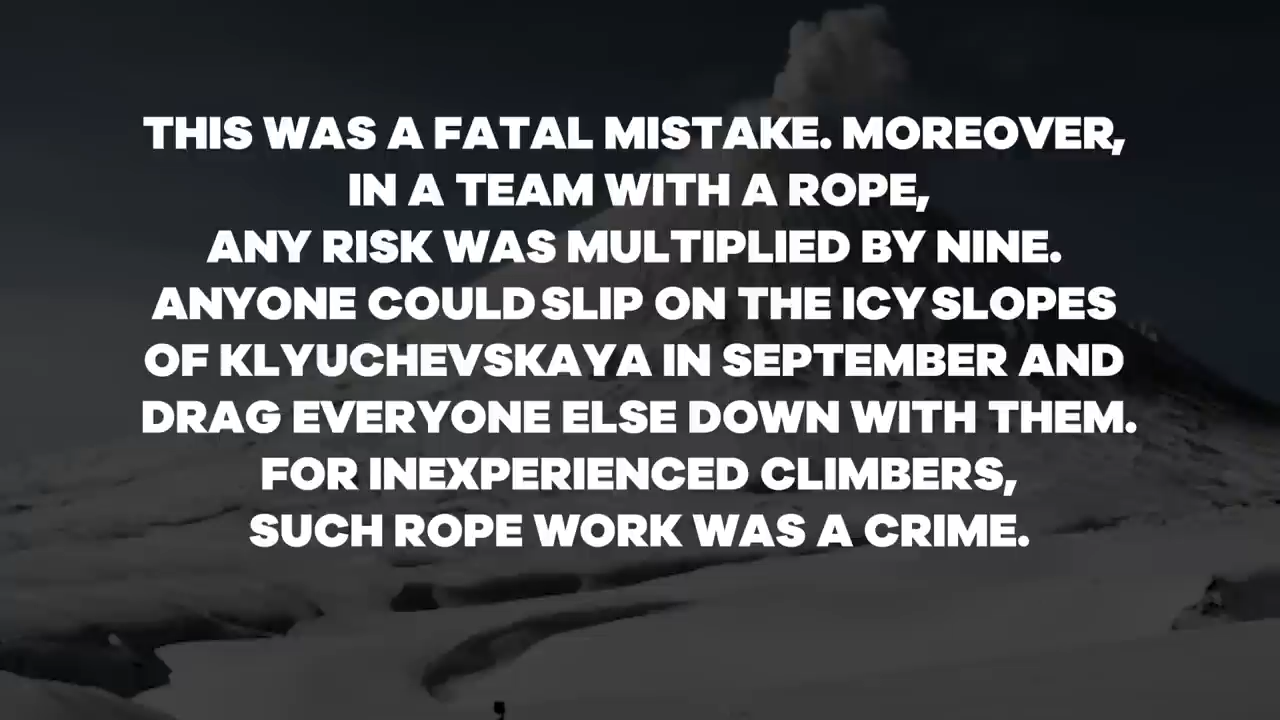 THIS WAS A FATAL MISTAKE. MOREOVER,
IN A TEAM WITH A ROPE,
ANY RISK WAS MULTIPLIED BY NINE.
ANYONE COULD SLIP ON THE ICY SLOPES
OF KLYUCHEVSKAYA IN SEPTEMBER AND
DRAG EVERYONE ELSE DOWN WITH THEM.
FOR INEXPERIENCED CLIMBERS,
SUCH ROPE WORK WAS A CRIME.